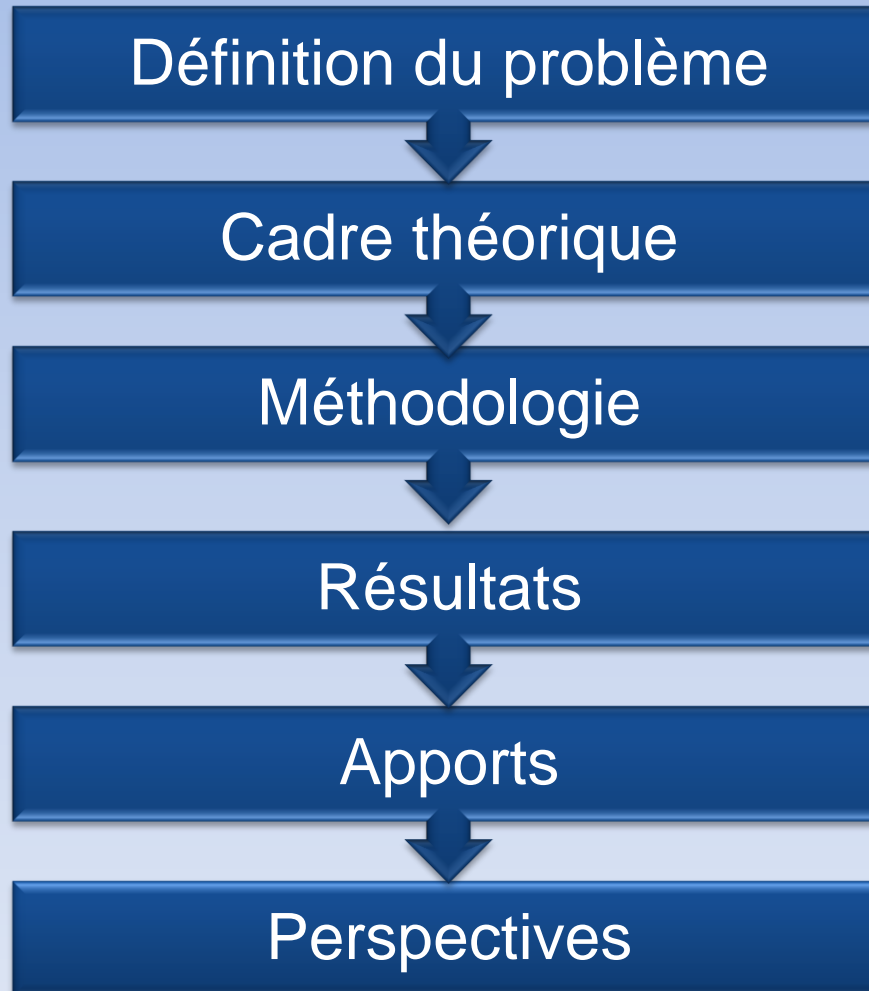 Définition du problème
Cadre théorique
Méthodologie
Résultats
Apports
Perspectives